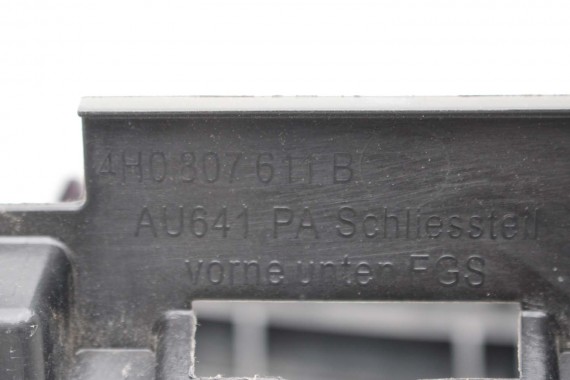 4H0 807 611 B
AU641 PA Schliessteil
vorne unten FGS